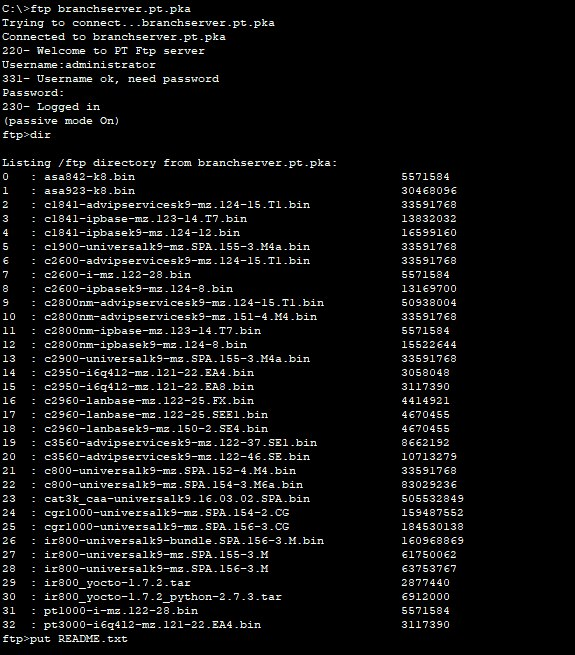 C:\>ftp branchserver.pt.pka
Trying to connect...branchserver.pt.pka
Connected to branchserver.pt.pka
220- Welcome to PT Ftp server
Username:administrator
331- Username ok, need password
Password:
230- Logged in
(passive mode On)
ftp>dir
Listing /ftp directory from branchserver.pt.pka:
0   : asa842-k8.bin                                      5571584
1   : asa923-k8.bin                                      30468096
2   : c1841-advipservicesk9-mz.124-15.T1.bin             33591768
3   : c1841-ipbase-mz.123-14.T7.bin                      13832032
4   : c1841-ipbasek9-mz.124-12.bin                       16599160
5   : c1900-universalk9-mz.SPA.155-3.M4a.bin             33591768
6   : c2600-advipservicesk9-mz.124-15.T1.bin             33591768
7   : c2600-i-mz.122-28.bin                              5571584
8   : c2600-ipbasek9-mz.124-8.bin                        13169700
9   : c2800nm-advipservicesk9-mz.124-15.T1.bin           50938004
10  : c2800nm-advipservicesk9-mz.151-4.M4.bin            33591768
11  : c2800nm-ipbase-mz.123-14.T7.bin                    5571584
12  : c2800nm-ipbasek9-mz.124-8.bin                      15522644
13  : c2900-universalk9-mz.SPA.155-3.M4a.bin             33591768
14  : c2950-i6q4l2-mz.121-22.EA4.bin                     3058048
15  : c2950-i6q4l2-mz.121-22.EA8.bin                     3117390
16  : c2960-lanbase-mz.122-25.FX.bin                     4414921
17  : c2960-lanbase-mz.122-25.SEE1.bin                   4670455
18  : c2960-lanbasek9-mz.150-2.SE4.bin                   4670455
19  : c3560-advipservicesk9-mz.122-37.SE1.bin            8662192
20  : c3560-advipservicesk9-mz.122-46.SE.bin             10713279
21  : c800-universalk9-mz.SPA.152-4.M4.bin               33591768
22  : c800-universalk9-mz.SPA.154-3.M6a.bin              83029236
23  : cat3k_caa-universalk9.16.03.02.SPA.bin             505532849
24  : cgr1000-universalk9-mz.SPA.154-2.CG                159487552
25  : cgr1000-universalk9-mz.SPA.156-3.CG                184530138
26  : ir800-universalk9-bundle.SPA.156-3.M.bin           160968869
27  : ir800-universalk9-mz.SPA.155-3.M                   61750062
28  : ir800-universalk9-mz.SPA.156-3.M                   63753767
29  : ir800_yocto-1.7.2.tar                              2877440
30  : ir800_yocto-1.7.2_python-2.7.3.tar                 6912000
31  : pt1000-i-mz.122-28.bin                             5571584
32  : pt3000-i6q4l2-mz.121-22.EA4.bin                    3117390
ftp>put README.txt